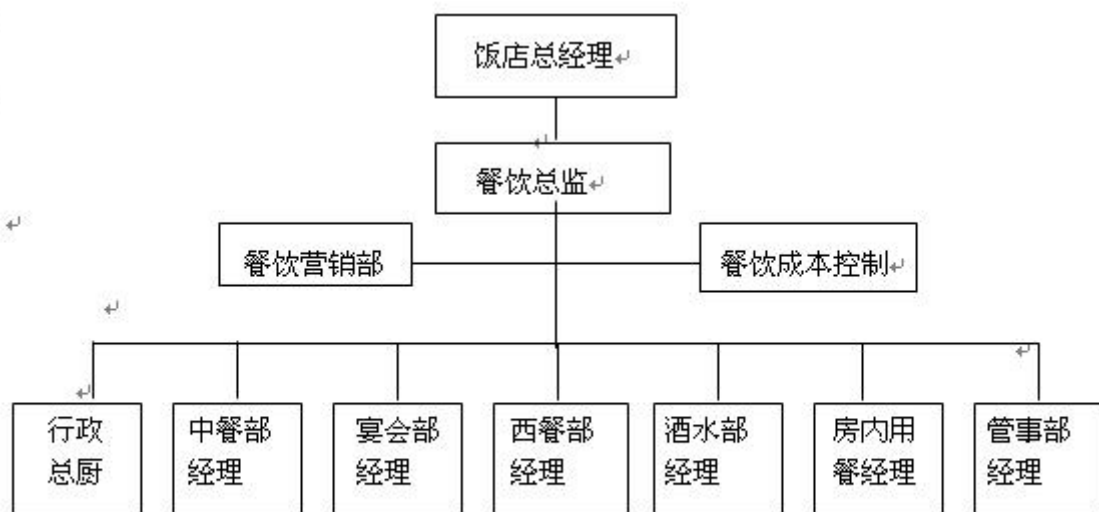 饭店总经理
餐饮总监
餐饮营销部
餐饮成本控制
行政
总厨
中餐部
经理
宴会部
经理
西餐部
经理
酒水部
经理
房内用
餐经理
管事部
经理